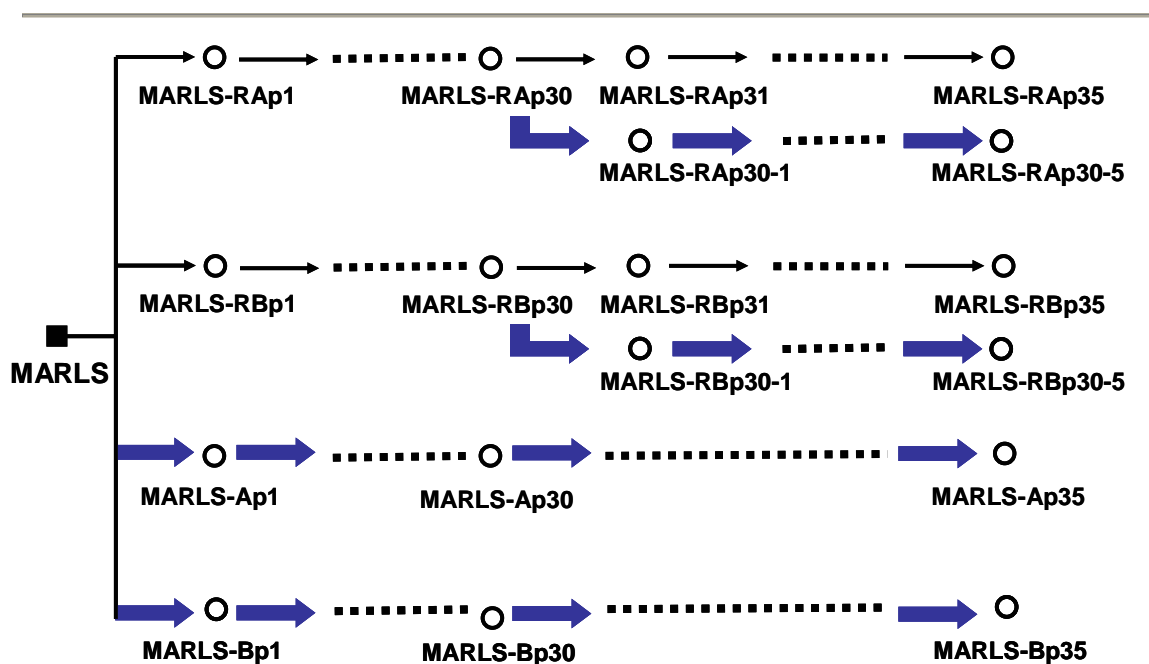 MARLS-RAp1 MARLS-RAp30 MARLS-RAp31 MARLS-RAp35
MARLS-RAp30-1 MARLS-RAp30-5
MARLS-RBp1 MARLS-RBp30 MARLS-RBp31 MARLS-RBp35
MARLS
MARLS-RBp30-1 MARLS-RBp30-5
MARLS-Ap1 MARLS-Ap30 MARLS-Ap35
MARLS-Bp1 MARLS-Bp30 MARLS-Bp35